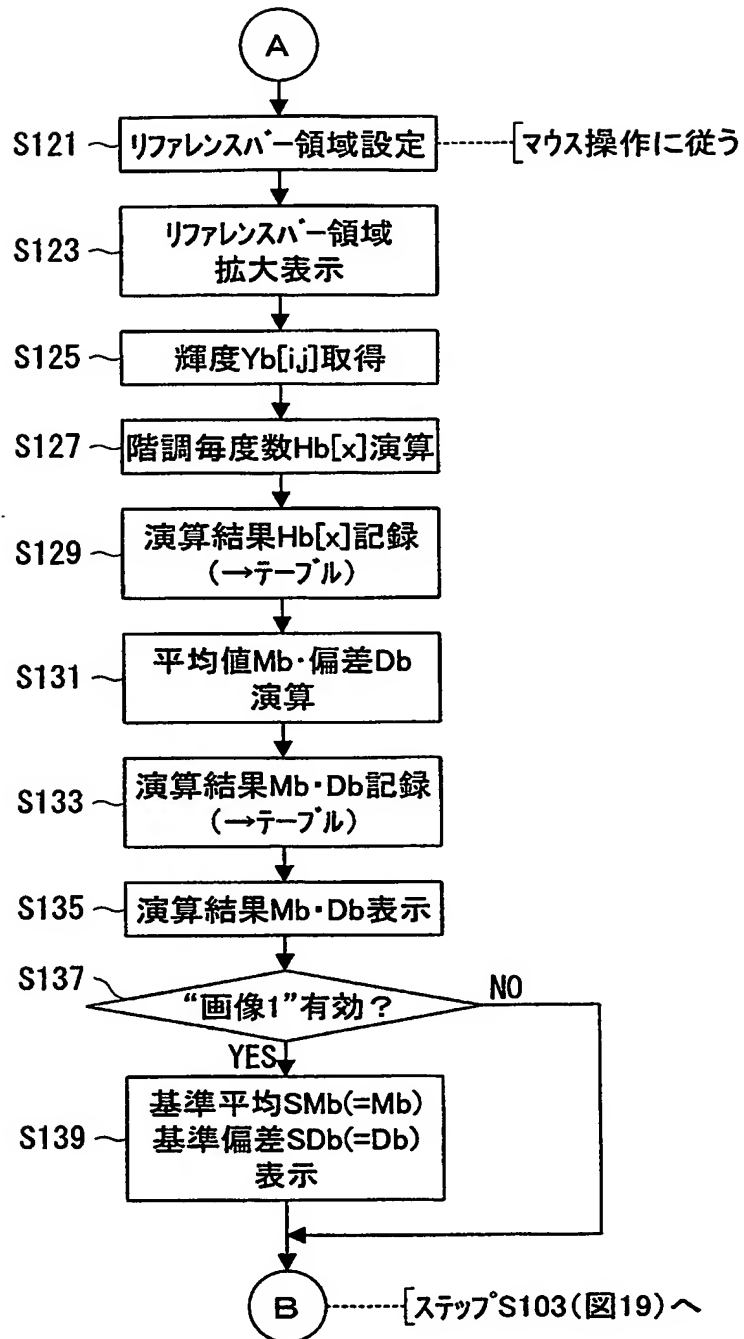 A
S121
リファレンスバー領域設定
マウス操作に従う
S123
リファレンスバー領域
拡大表示
S125
輝度Yb[i,j]取得
S127
階調毎度数Hb[x]演算
S129
演算結果Hb[x]記録
(→テーブル)
S131
平均値Mb・偏差Db
演算
S133
演算結果Mb・Db記録
(→テーブル)
S135
演算結果Mb・Db表示
S137
“画像1”有効？
NO
YES
S139
基準平均SMb(=Mb)
基準偏差SDb(=Db)
表示
B
ステップS103(図19)へ